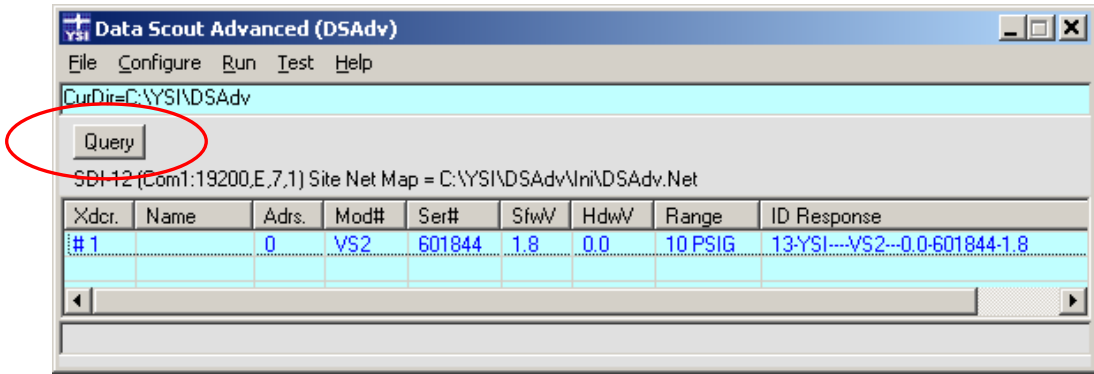 YSI Data Scout Advanced (DSAdv)
File Configure Run Test Help
CurDir=C:\YSI\DSAdv
Query
SDI-12 (Com1:19200,E,7,1) Site Net Map = C:\YSI\DSAdv\Ini\DSAdv.Net
Xdcr. Name Adrs. Mod# Ser# SfwV HdwV Range ID Response
# 1 0 VS2 601844 1.8 0.0 10 PSIG 13-YSI----VS2---0.0-601844-1.8